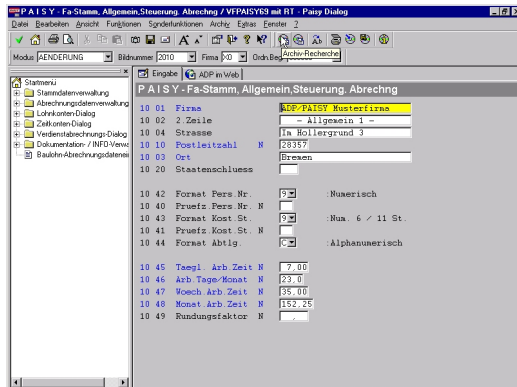 P A I S Y - Fa-Stamm, Allgemein,Steuerung. Abrechng / VFPAISY69 mit RT - Paisy Dialog
Datei Bearbeiten Ansicht Funktionen Sonderfunktionen Archiv Extras Fenster ?
Modus AENDERUNG Bildnummer 2010 Firma X0 Ordn.Beg
Archiv-Recherche
Eingabe ADP im Web
Startmenü
Stammdatenverwaltung
Abrechnungsdatenverwaltung
Lohnkonten-Dialog
Zeitkonten-Dialog
Verdienstabrechnungs-Dialog
Dokumentation- / INFO-Verwa
Baulohn-Abrechnungsdateneir
P A I S Y - Fa-Stamm, Allgemein,Steuerung. Abrechng
10 01 Firma ADP/PAISY Musterfirma
10 02 2.Zeile - Allgemein 1 -
10 04 Strasse Im Hollergrund 3
10 10 Postleitzahl N 28357
10 03 Ort Bremen
10 20 Staatenschluess
10 42 Format Pers.Nr. 9 :Numerisch
10 40 Pruefz.Pers.Nr. N
10 43 Format Kost.St. 9 :Num. 6 / 11 St.
10 41 Pruefz.Kost.St. N
10 44 Format Abtlg. C :Alphanumerisch
10 45 Taegl. Arb.Zeit N 7,00
10 46 Arb.Tage/Monat N 23,0
10 47 Woech.Arb.Zeit N 35,00
10 48 Monat.Arb.Zeit N 152,25
10 49 Rundungsfaktor N ,